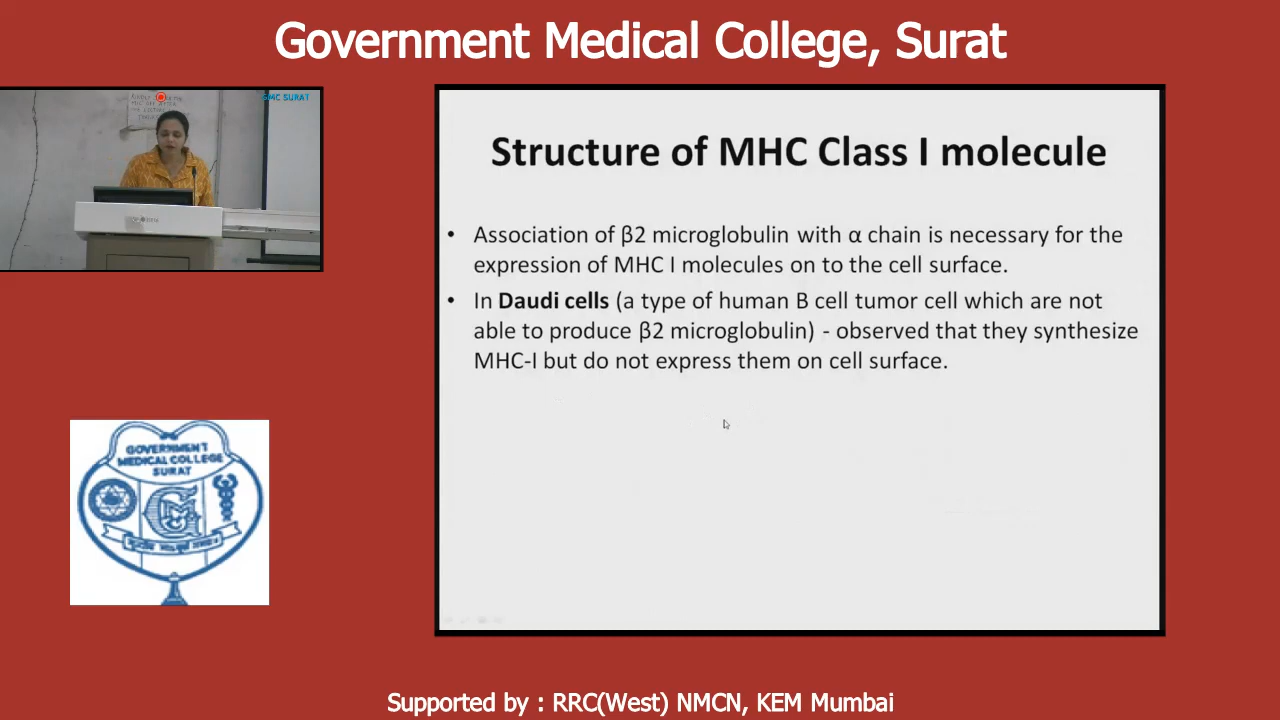 Government Medical College, Surat
GMC SURAT
Structure of MHC Class I molecule
• Association of β2 microglobulin with α chain is necessary for the
expression of MHC I molecules on to the cell surface.
• In Daudi cells (a type of human B cell tumor cell which are not
able to produce β2 microglobulin) - observed that they synthesize
MHC-I but do not express them on cell surface.
GOVERNMENT
MEDICAL COLLEGE
SURAT
Supported by : RRC(West) NMCN, KEM Mumbai